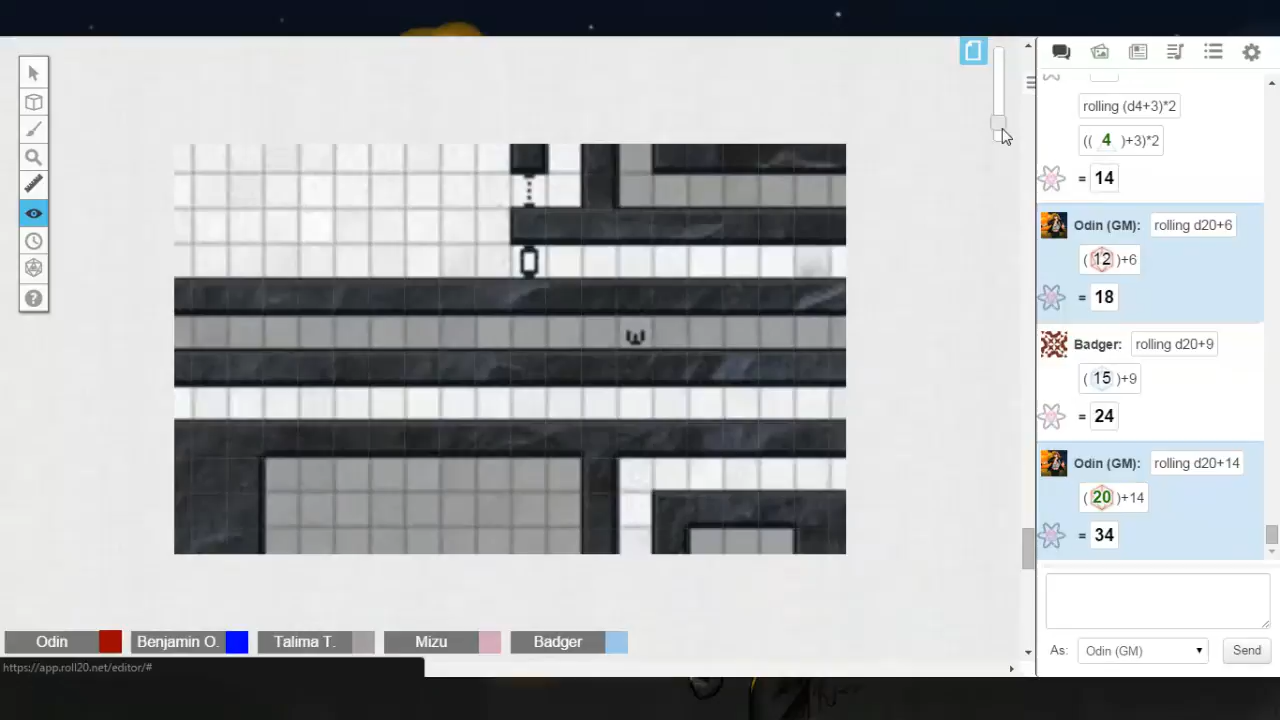 rolling (d4+3)*2
(( 4 )+3)*2
= 14
Odin (GM): rolling d20+6
( 12 )+6
= 18
Badger: rolling d20+9
( 15 )+9
= 24
Odin (GM): rolling d20+14
( 20 )+14
= 34
w
Odin
Benjamin O.
Talima T.
Mizu
Badger
As: Odin (GM) Send
https://app.roll20.net/editor/#